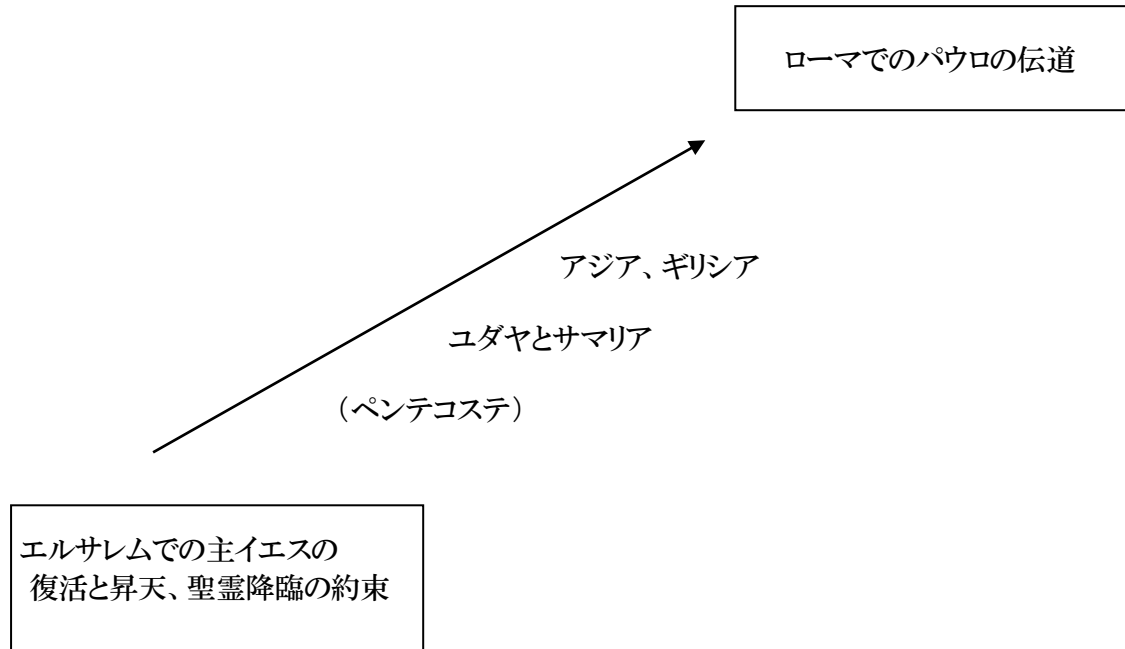 ローマでのパウロの伝道
アジア、ギリシア
ユダヤとサマリア
（ペンテコステ）
エルサレムでの主イエスの
復活と昇天、聖霊降臨の約束